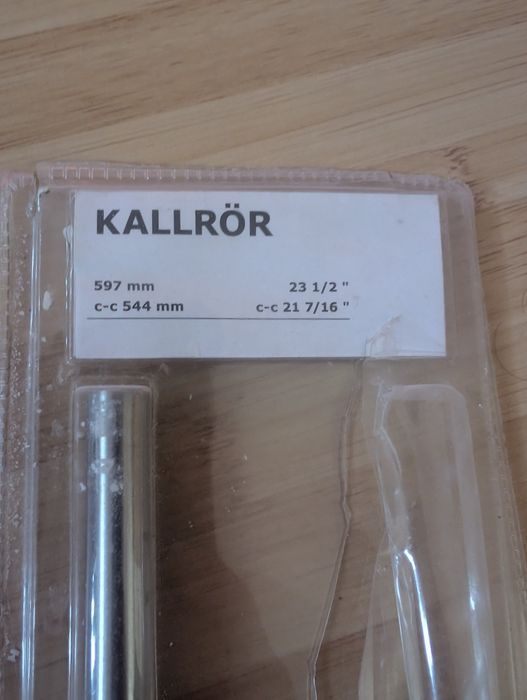 KALLRÖR
597 mm 23 1/2 "
c-c 544 mm c-c 21 7/16 "